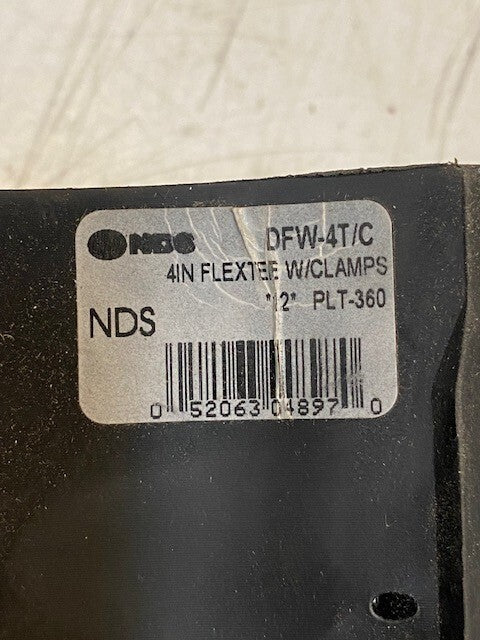 NDS DFW-4T/C
4IN FLEXTEE W/CLAMPS
*12* PLT-360
NDS
0 52063 04897 0